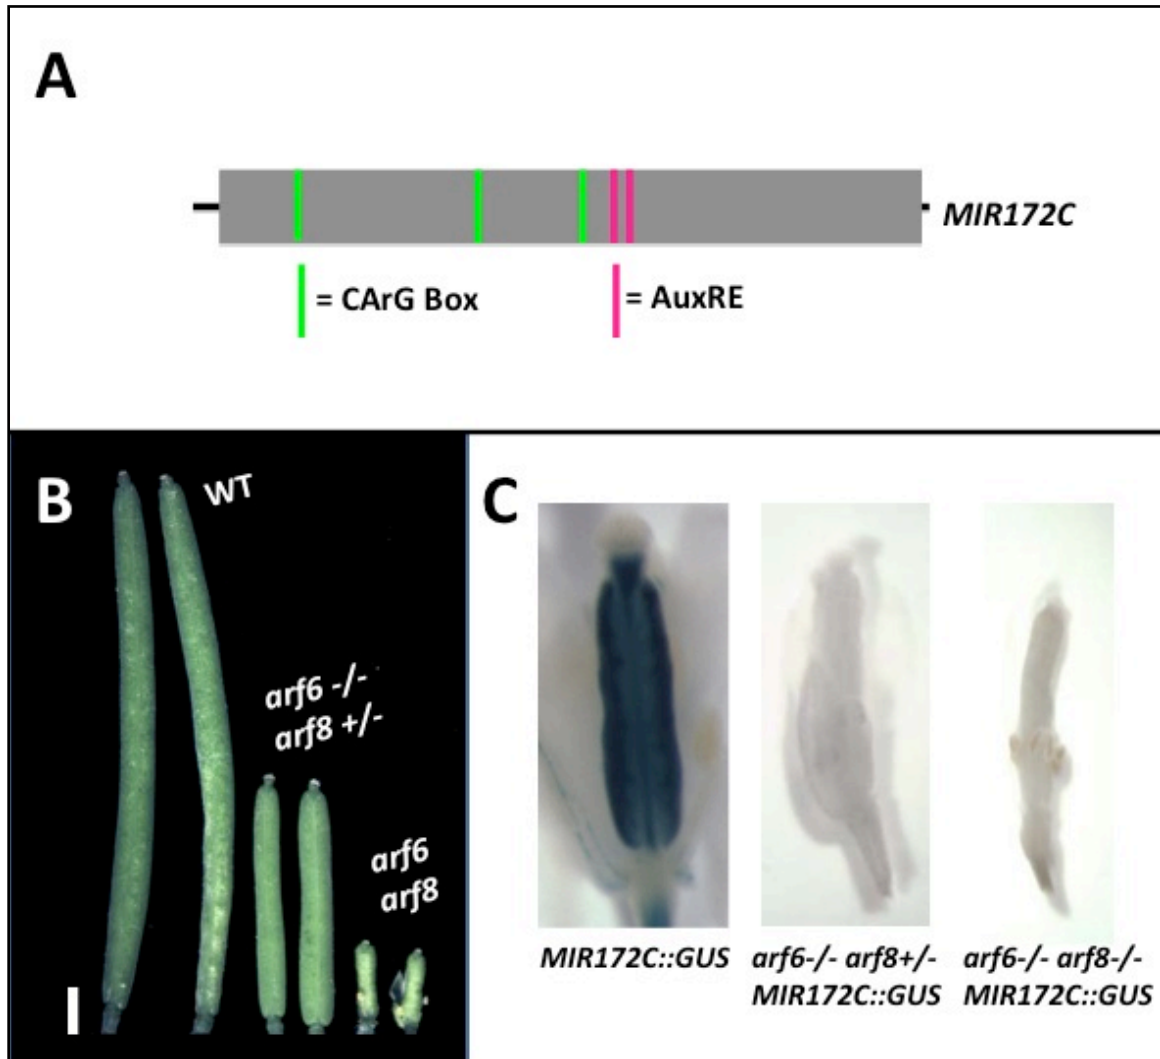 A
MIR172C
= CArG Box
= AuxRE
B
WT
arf6 -/-
arf8 +/-
arf6
arf8
C
MIR172C::GUS
arf6-/- arf8+/-
MIR172C::GUS
arf6-/- arf8-/-
MIR172C::GUS